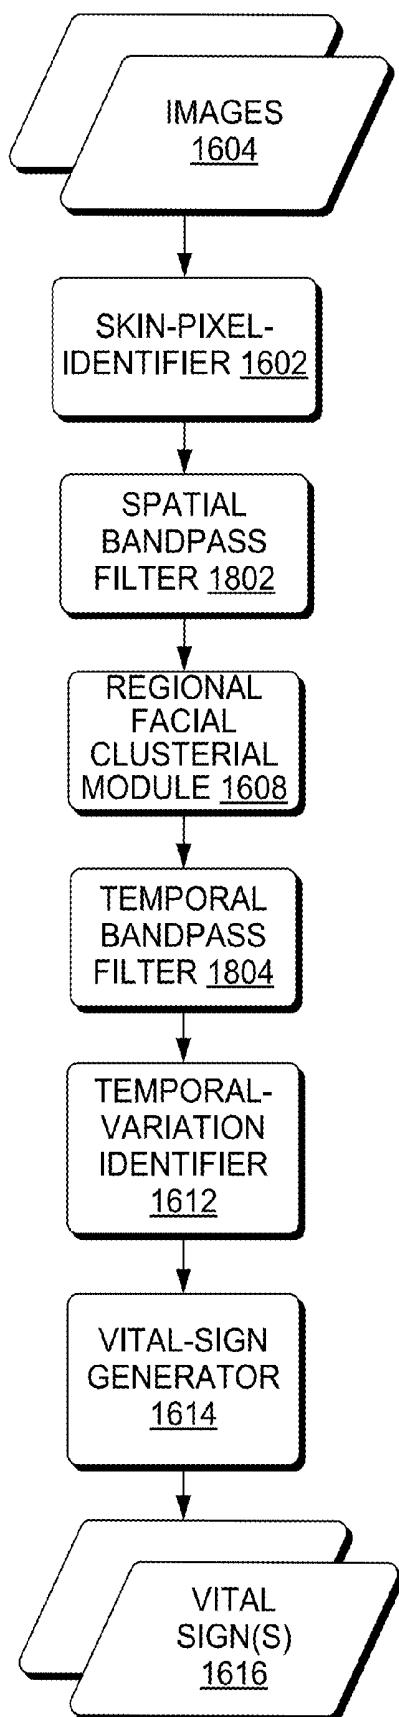 IMAGES
1604
SKIN-PIXEL-
IDENTIFIER 1602
SPATIAL
BANDPASS
FILTER 1802
REGIONAL
FACIAL
CLUSTERIAL
MODULE 1608
TEMPORAL
BANDPASS
FILTER 1804
TEMPORAL-
VARIATION
IDENTIFIER
1612
VITAL-SIGN
GENERATOR
1614
VITAL
SIGN(S)
1616